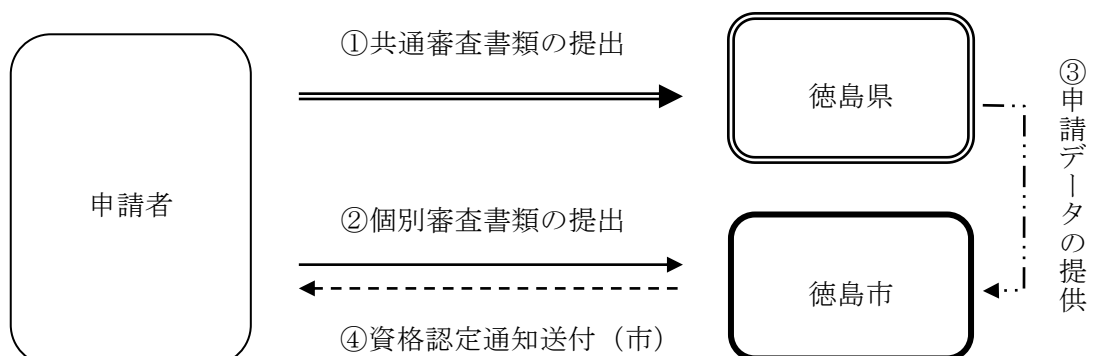 ①共通審査書類の提出
徳島県
③申請データの提供
申請者
②個別審査書類の提出
徳島市
④資格認定通知送付（市）